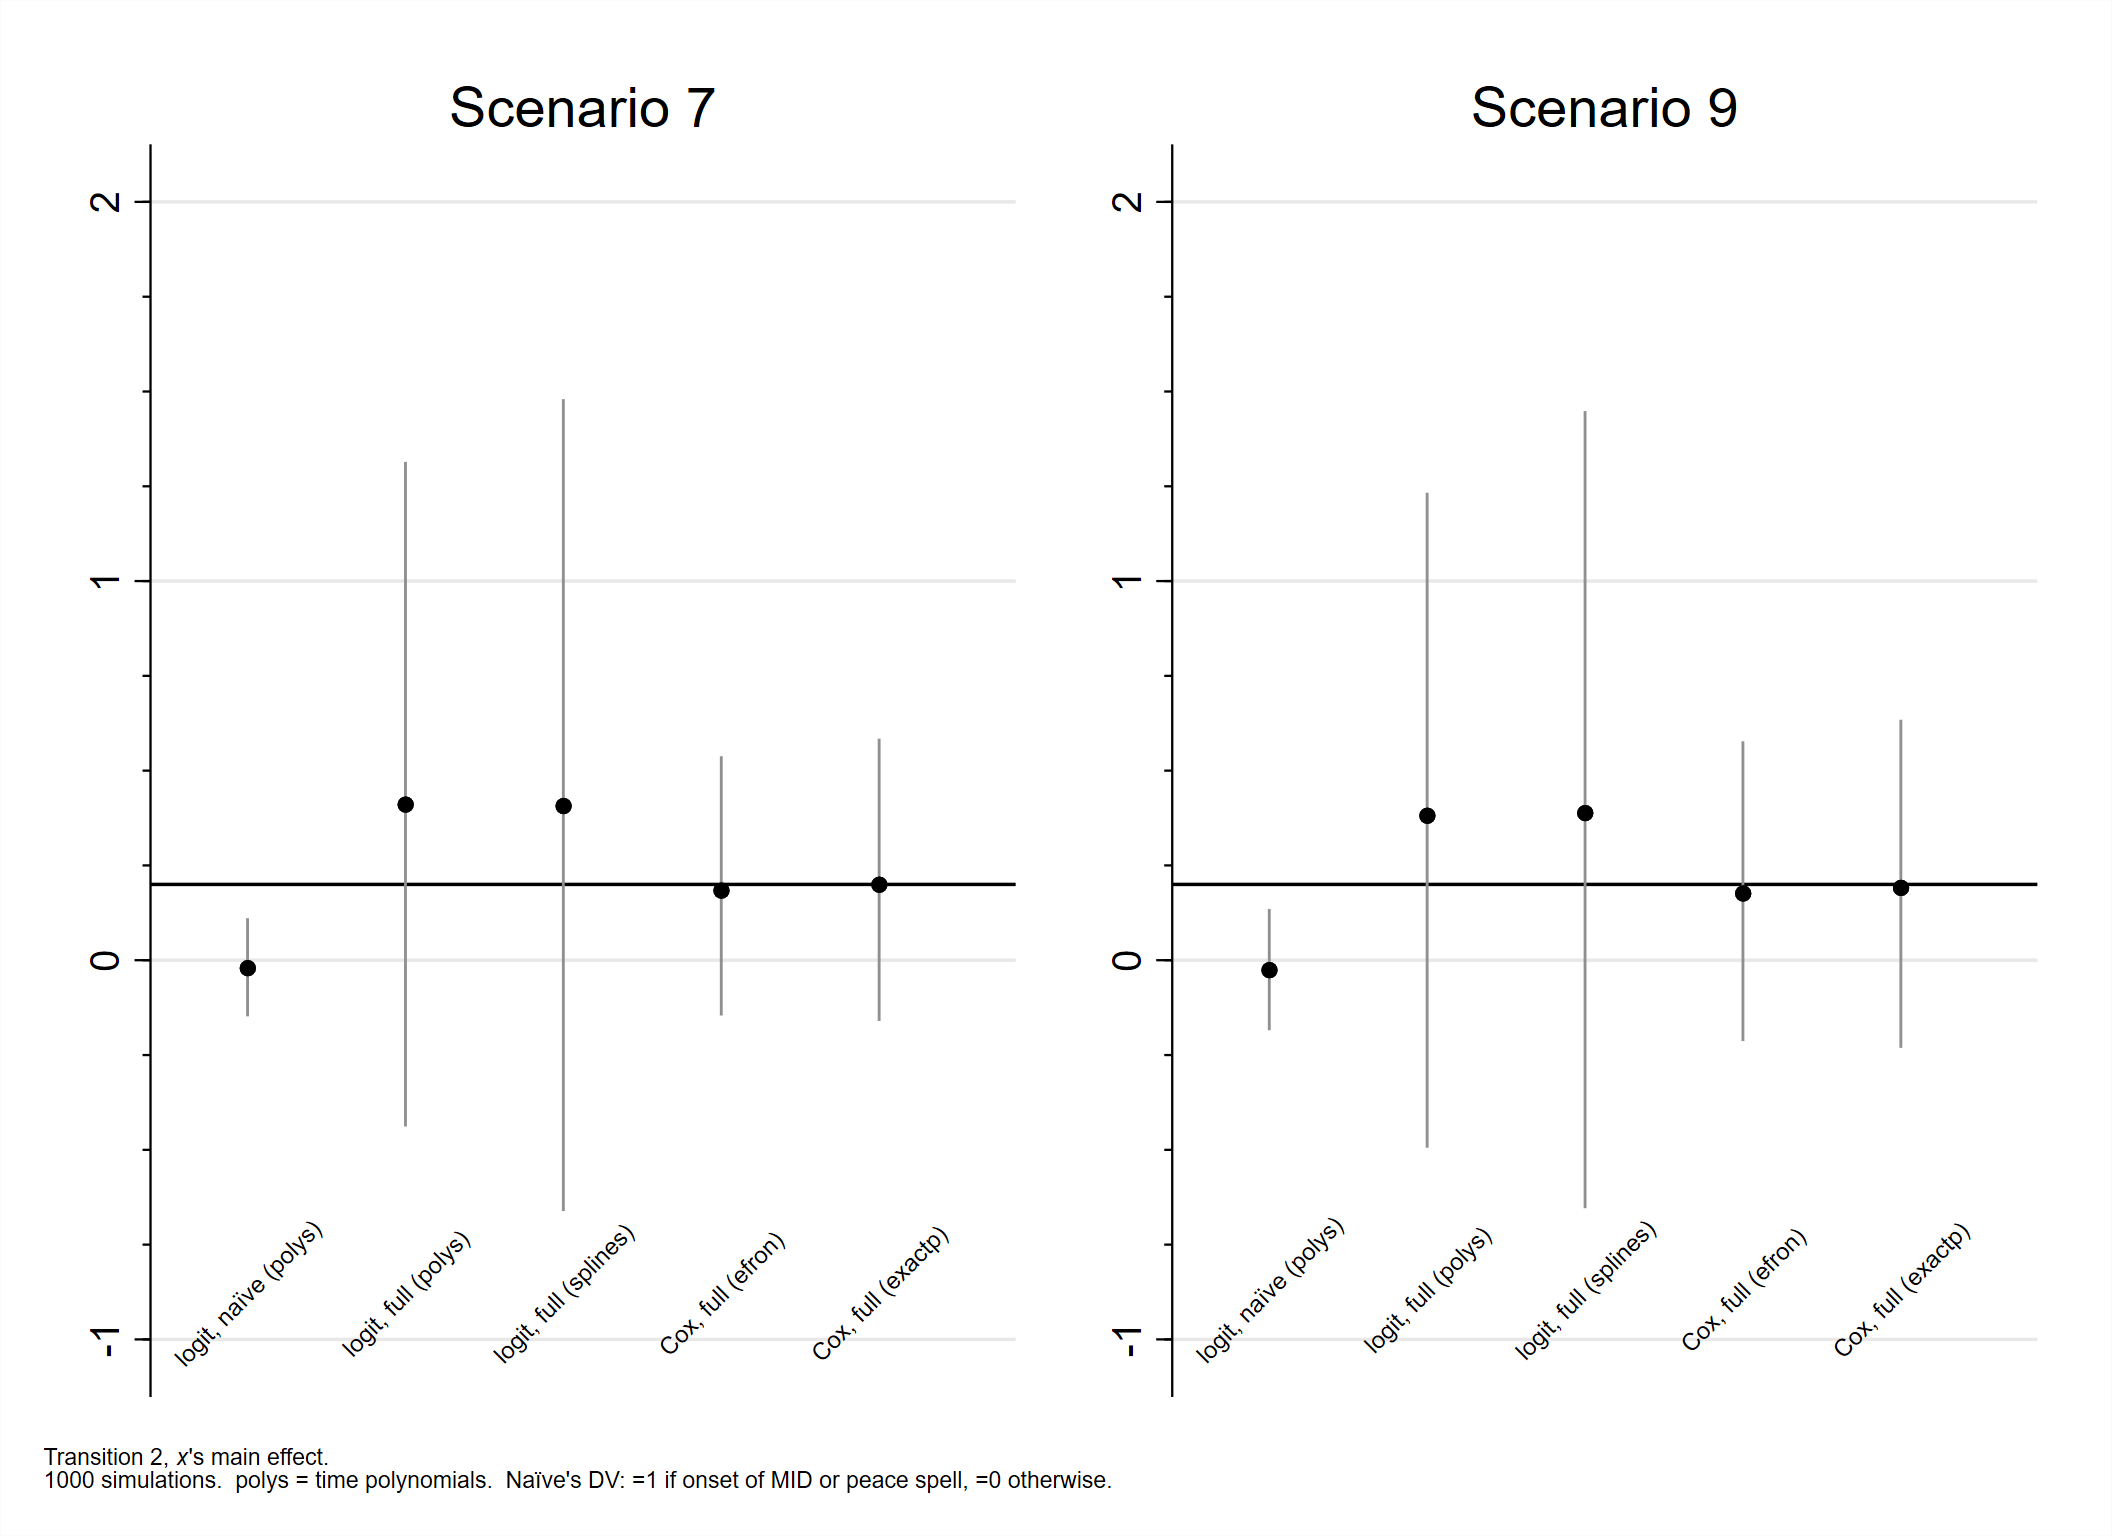 Scenario 7
2
1
0
-1
logit, naïve (polys)
logit, full (polys)
logit, full (splines)
Cox, full (efron)
Cox, full (exactp)
Scenario 9
2
1
0
-1
logit, naïve (polys)
logit, full (polys)
logit, full (splines)
Cox, full (efron)
Cox, full (exactp)
Transition 2, x's main effect.
1000 simulations.  polys = time polynomials.  Naïve's DV: =1 if onset of MID or peace spell, =0 otherwise.